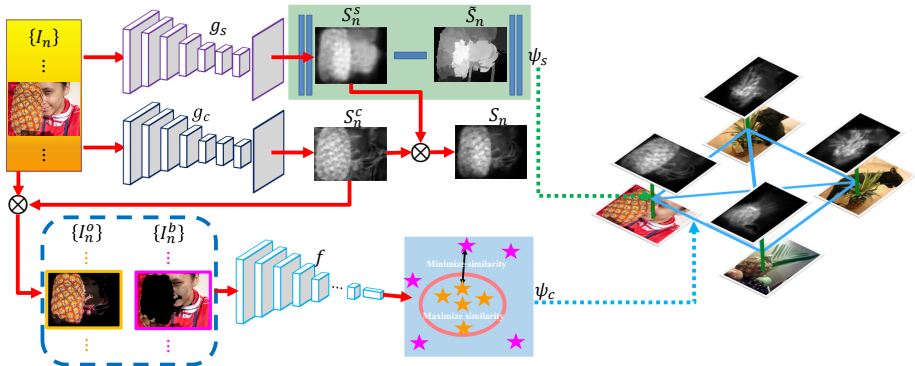 {I_n}
...
...
g_s
S_n^s
S̃_n
ψ_s
g_c
S_n^c
S_n
⊗
⊗
{I_n^o}
{I_n^b}
f
...
Minimize similarity
Maximize similarity
ψ_c